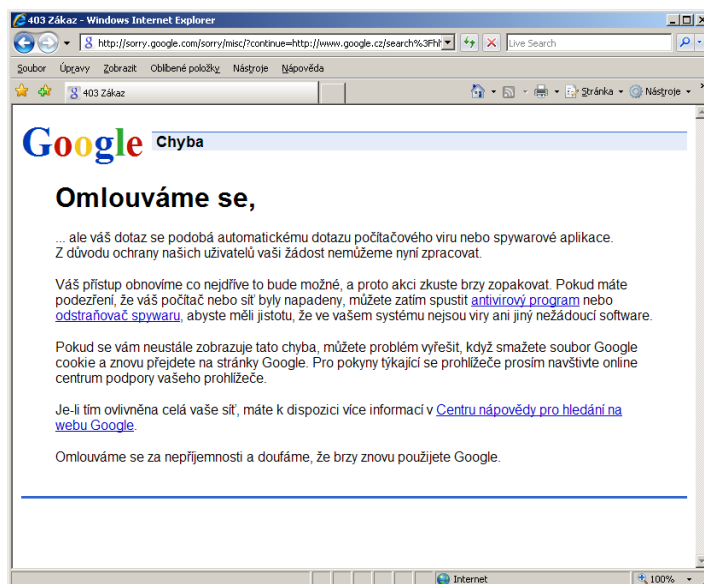 403 Zákaz - Windows Internet Explorer
http://sorry.google.com/sorry/misc/?continue=http://www.google.cz/search%3Fh
Live Search
Soubor Úpravy Zobrazit Oblíbené položky Nástroje Nápověda
403 Zákaz
Stránka
Nástroje
Google
Chyba
Omlouváme se,
... ale váš dotaz se podobá automatickému dotazu počítačového viru nebo spywarové aplikace.
Z důvodu ochrany našich uživatelů vaši žádost nemůžeme nyní zpracovat.
Váš přístup obnovíme co nejdříve to bude možné, a proto akci zkuste brzy zopakovat. Pokud máte
podezření, že váš počítač nebo síť byly napadeny, můžete zatím spustit antivirový program nebo
odstraňovač spywaru, abyste měli jistotu, že ve vašem systému nejsou viry ani jiný nežádoucí software.
Pokud se vám neustále zobrazuje tato chyba, můžete problém vyřešit, když smažete soubor Google
cookie a znovu přejdete na stránky Google. Pro pokyny týkající se prohlížeče prosím navštivte online
centrum podpory vašeho prohlížeče.
Je-li tím ovlivněna celá vaše síť, máte k dispozici více informací v Centru nápovědy pro hledání na
webu Google.
Omlouváme se za nepříjemnosti a doufáme, že brzy znovu použijete Google.
Internet
100%